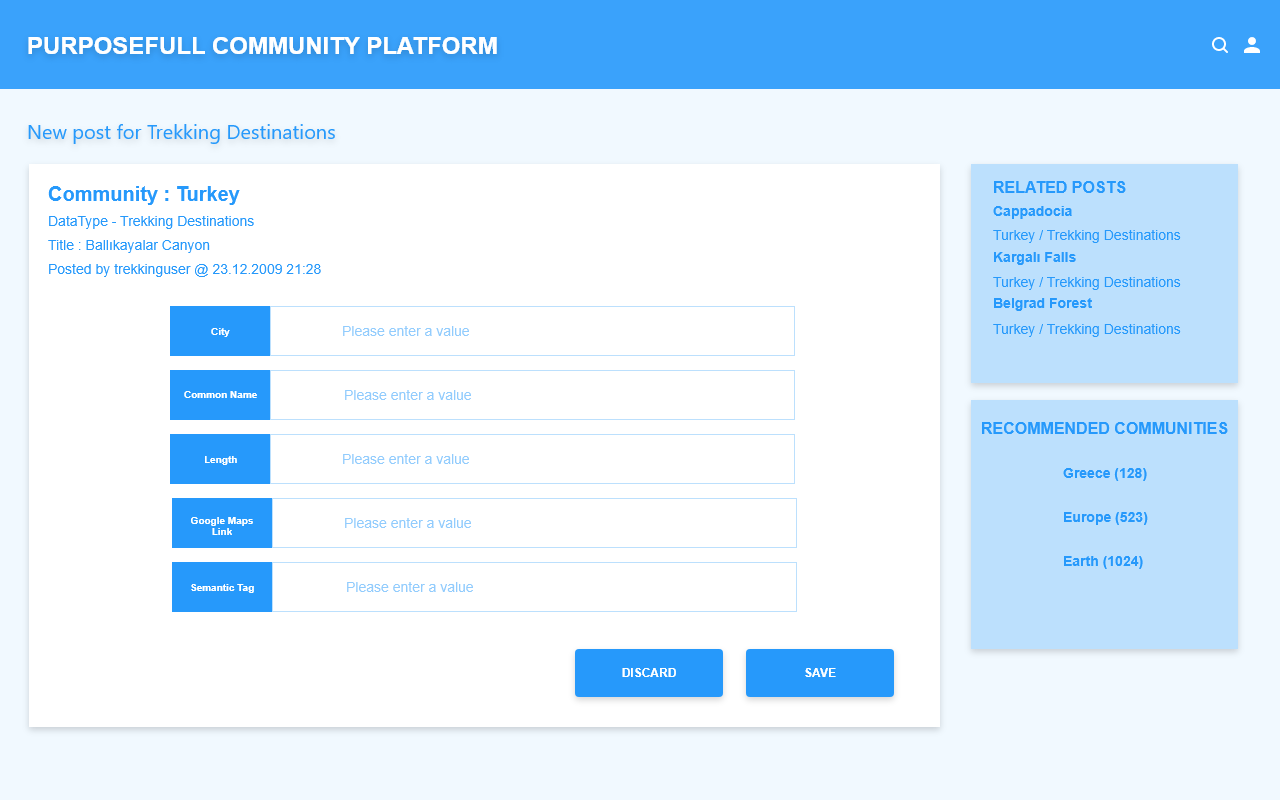 PURPOSEFULL COMMUNITY PLATFORM
New post for Trekking Destinations
Community : Turkey
DataType - Trekking Destinations
Title : Ballıkayalar Canyon
Posted by trekkinguser @ 23.12.2009 21:28
City
Please enter a value
Common Name
Please enter a value
Length
Please enter a value
Google Maps
Link
Please enter a value
Semantic Tag
Please enter a value
DISCARD
SAVE
RELATED POSTS
Cappadocia
Turkey / Trekking Destinations
Kargalı Falls
Turkey / Trekking Destinations
Belgrad Forest
Turkey / Trekking Destinations
RECOMMENDED COMMUNITIES
Greece (128)
Europe (523)
Earth (1024)